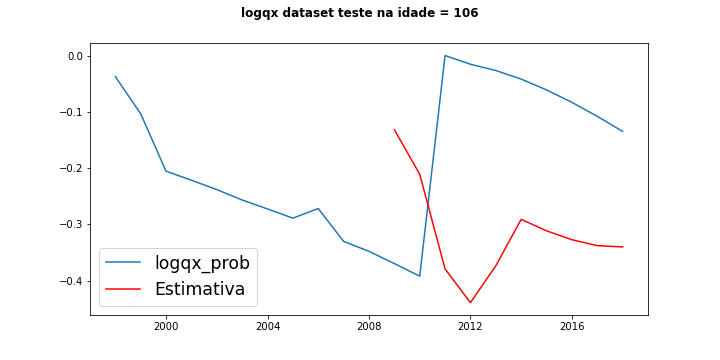 logqx dataset teste na idade = 106
0.0
−0.1
−0.2
−0.3
−0.4
logqx_prob
Estimativa
2000 2004 2008 2012 2016